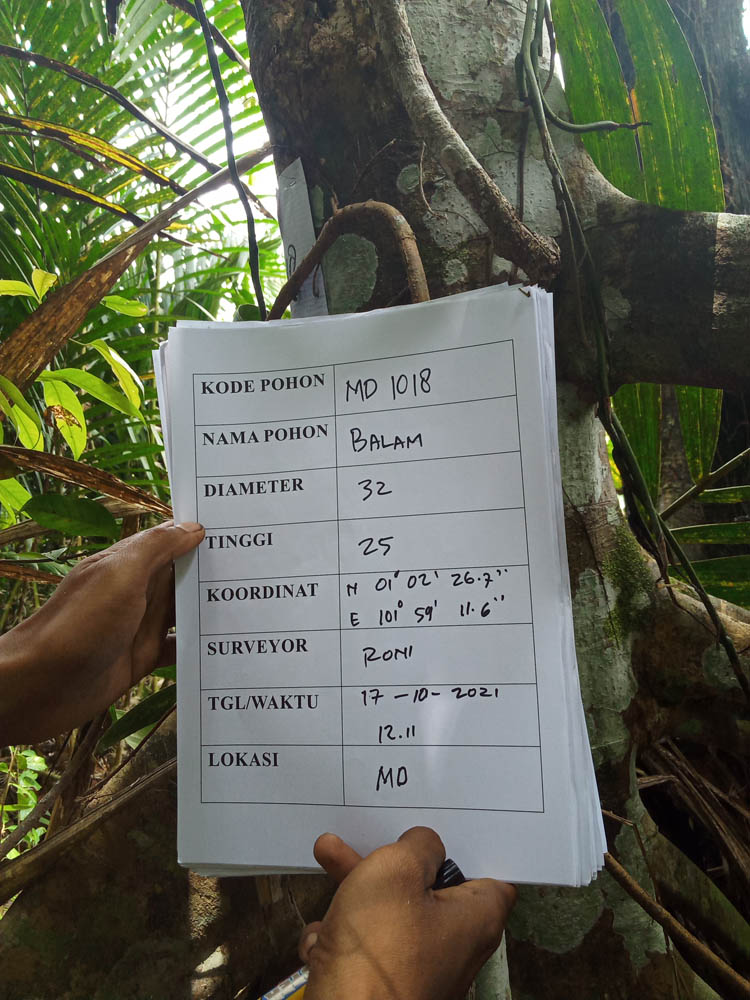 KODE POHON MD 1018
NAMA POHON BALAM
DIAMETER 32
TINGGI 25
KOORDINAT N 01° 02' 26.7"
E 101° 59' 11.6"
SURVEYOR RONI
TGL/WAKTU 17-10-2021
12.11
LOKASI MD